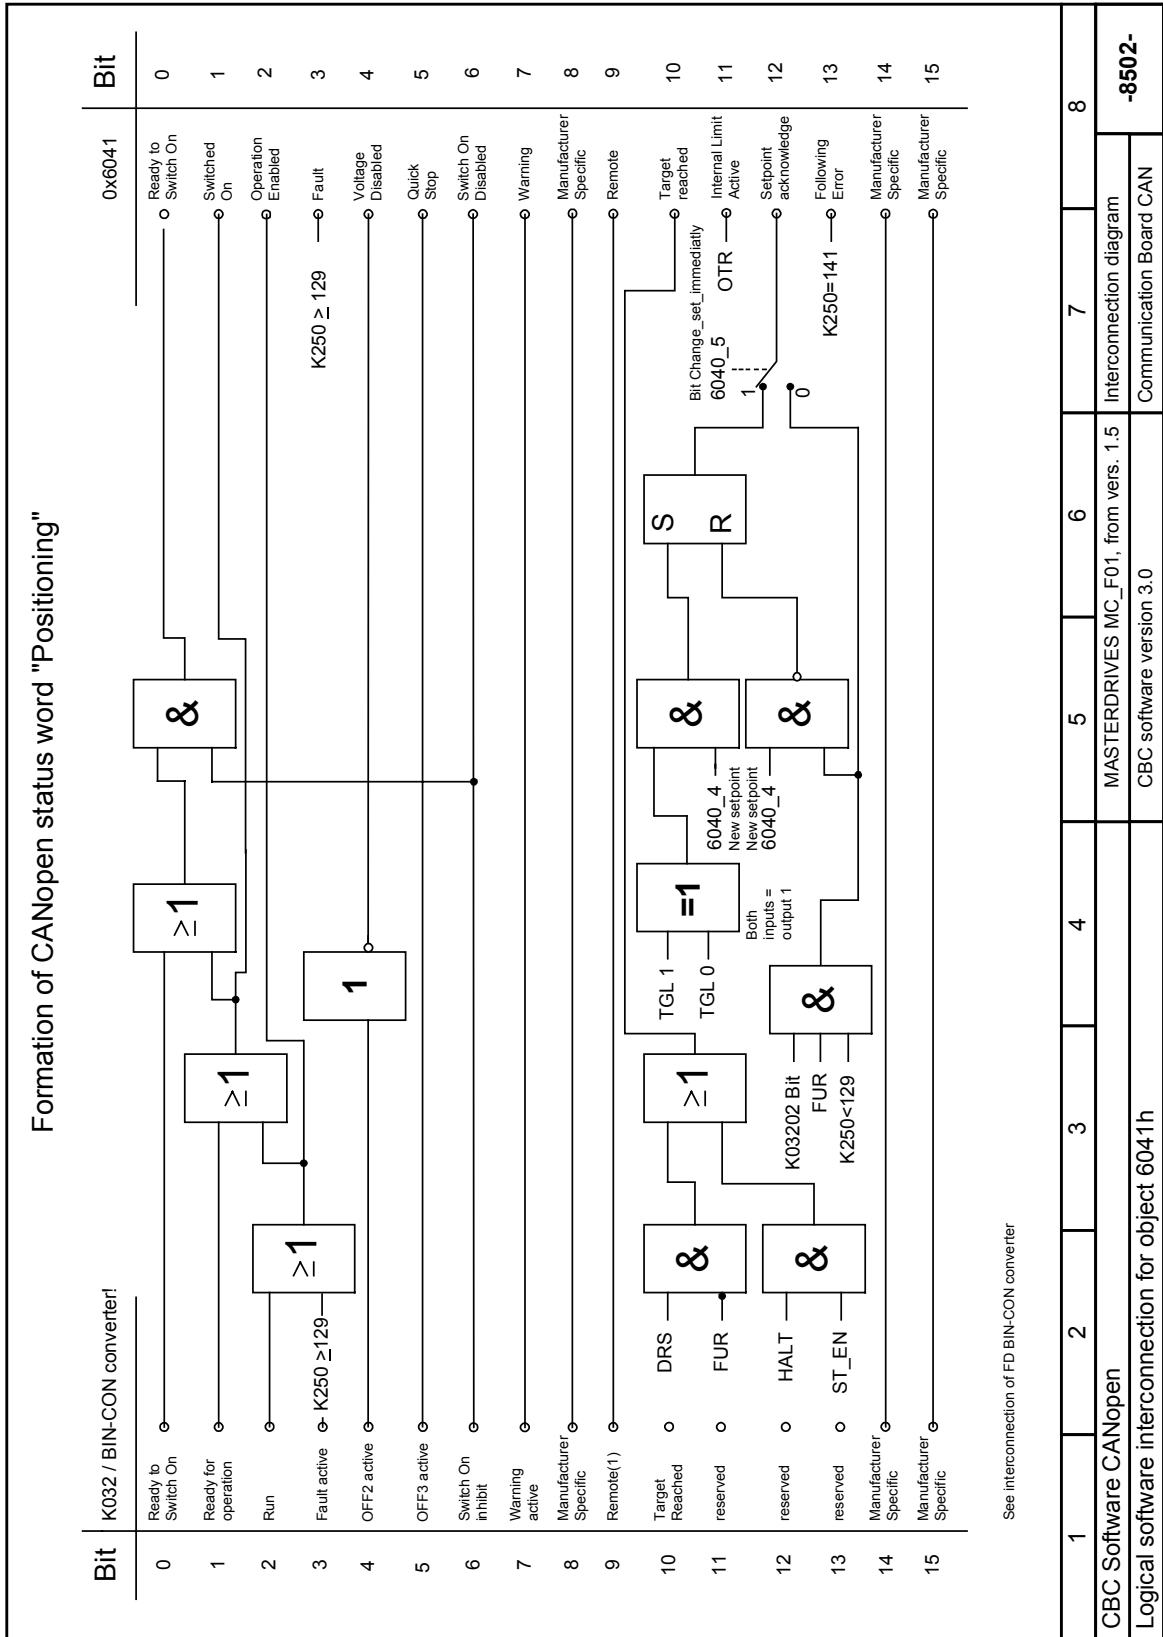 Formation of CANopen status word "Positioning"
Bit
K032 / BIN-CON converter!
0x6041
Bit
0
Ready to
Switch On
≥1
&
Ready to
Switch On
0
1
Ready for
operation
≥1
Switched
On
1
2
Run
≥1
Operation
Enabled
2
3
Fault active
K250 ≥129
K250 ≥ 129
Fault
3
4
OFF2 active
1
Voltage
Disabled
4
5
OFF3 active
Quick
Stop
5
6
Switch On
inhibit
Switch On
Disabled
6
7
Warning
active
Warning
7
8
Manufacturer
Specific
Manufacturer
Specific
8
9
Remote(1)
Remote
9
10
Target
Reached
DRS
&
≥1
TGL 1
TGL 0
=1
Both
inputs =
output 1
&
6040_4
New setpoint
S
R
Target
reached
10
11
reserved
FUR
Bit Change_set_immediatly
6040_5
OTR
Internal Limit
Active
11
12
reserved
HALT
&
K03202 Bit
FUR
K250<129
&
New setpoint
6040_4
&
1
0
Setpoint
acknowledge
12
13
reserved
ST_EN
K250=141
Following
Error
13
14
Manufacturer
Specific
Manufacturer
Specific
14
15
Manufacturer
Specific
Manufacturer
Specific
15
See interconnection of FD BIN-CON converter
1
2
3
4
5
6
7
8
CBC Software CANopen
MASTERDRIVES MC_F01, from vers. 1.5
Interconnection diagram
-8502-
Logical software interconnection for object 6041h
CBC software version 3.0
Communication Board CAN